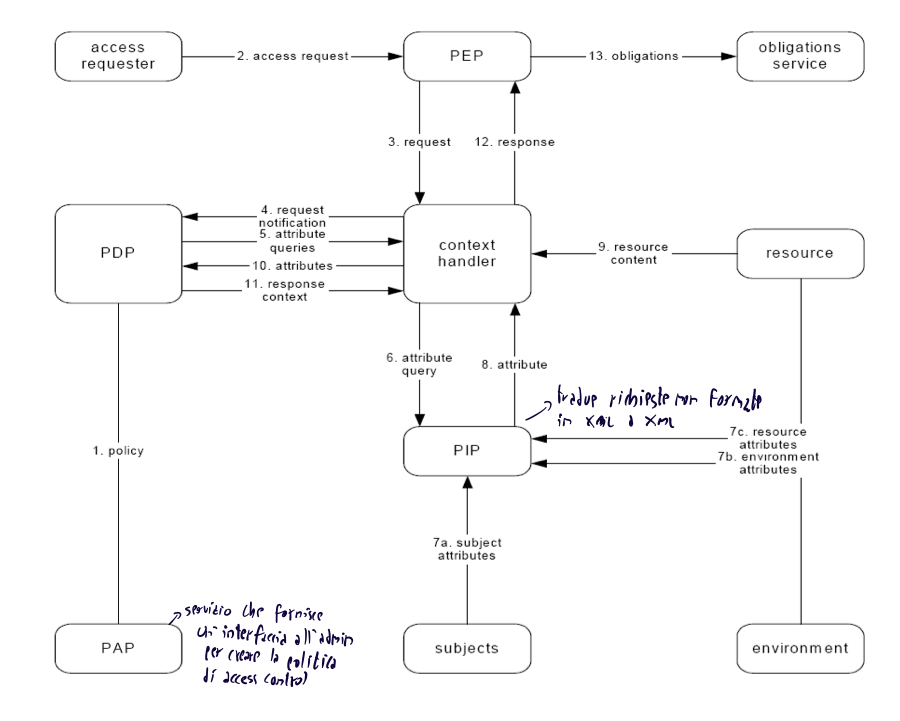 access
requester
2. access request
PEP
13. obligations
obligations
service
3. request
12. response
4. request
notification
5. attribute
queries
10. attributes
11. response
context
PDP
context
handler
9. resource
content
resource
6. attribute
query
8. attribute
tradue richieste non formate
in XML a XML
1. policy
PIP
7c. resource
attributes
7b. environment
attributes
7a. subject
attributes
servizio che fornisce
un'interfaccia all'admin
per creare la politica
di access control
PAP
subjects
environment